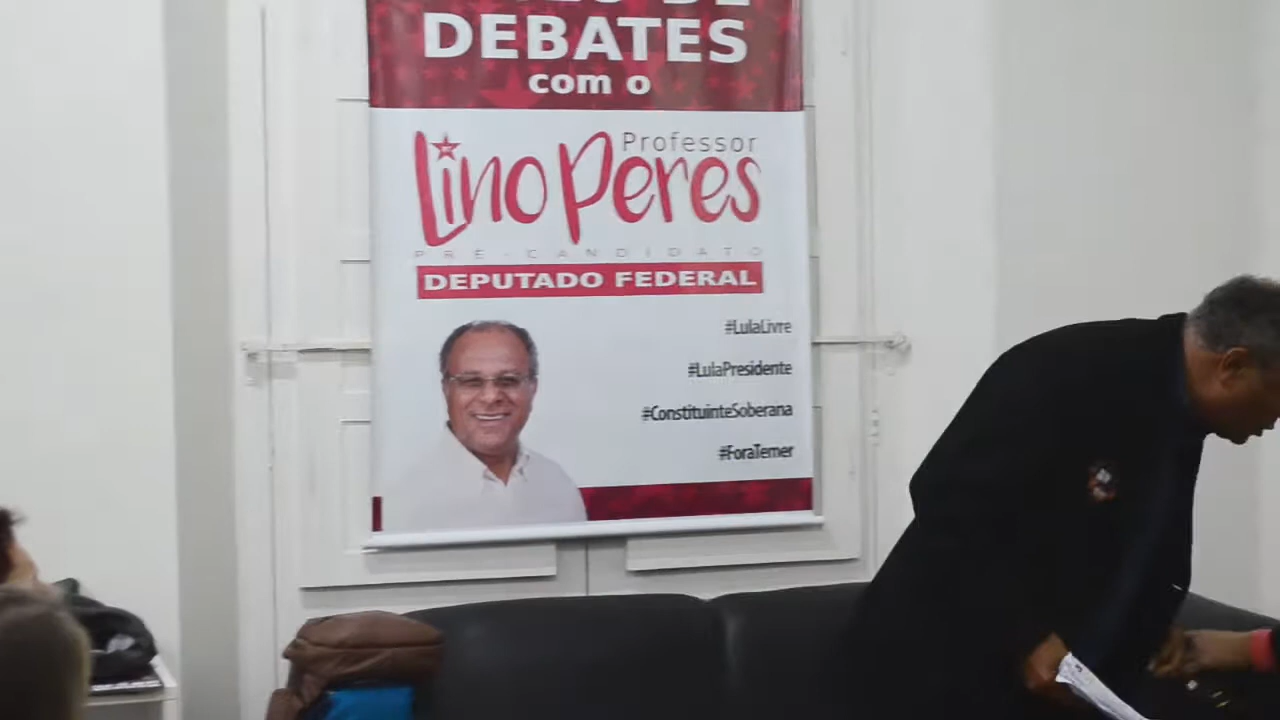 DEBATES
com o
Professor
Lino Peres
PRÉ-CANDIDATO
DEPUTADO FEDERAL
#LulaLivre
#LulaPresidente
#ConstituinteSoberana
#ForaTemer